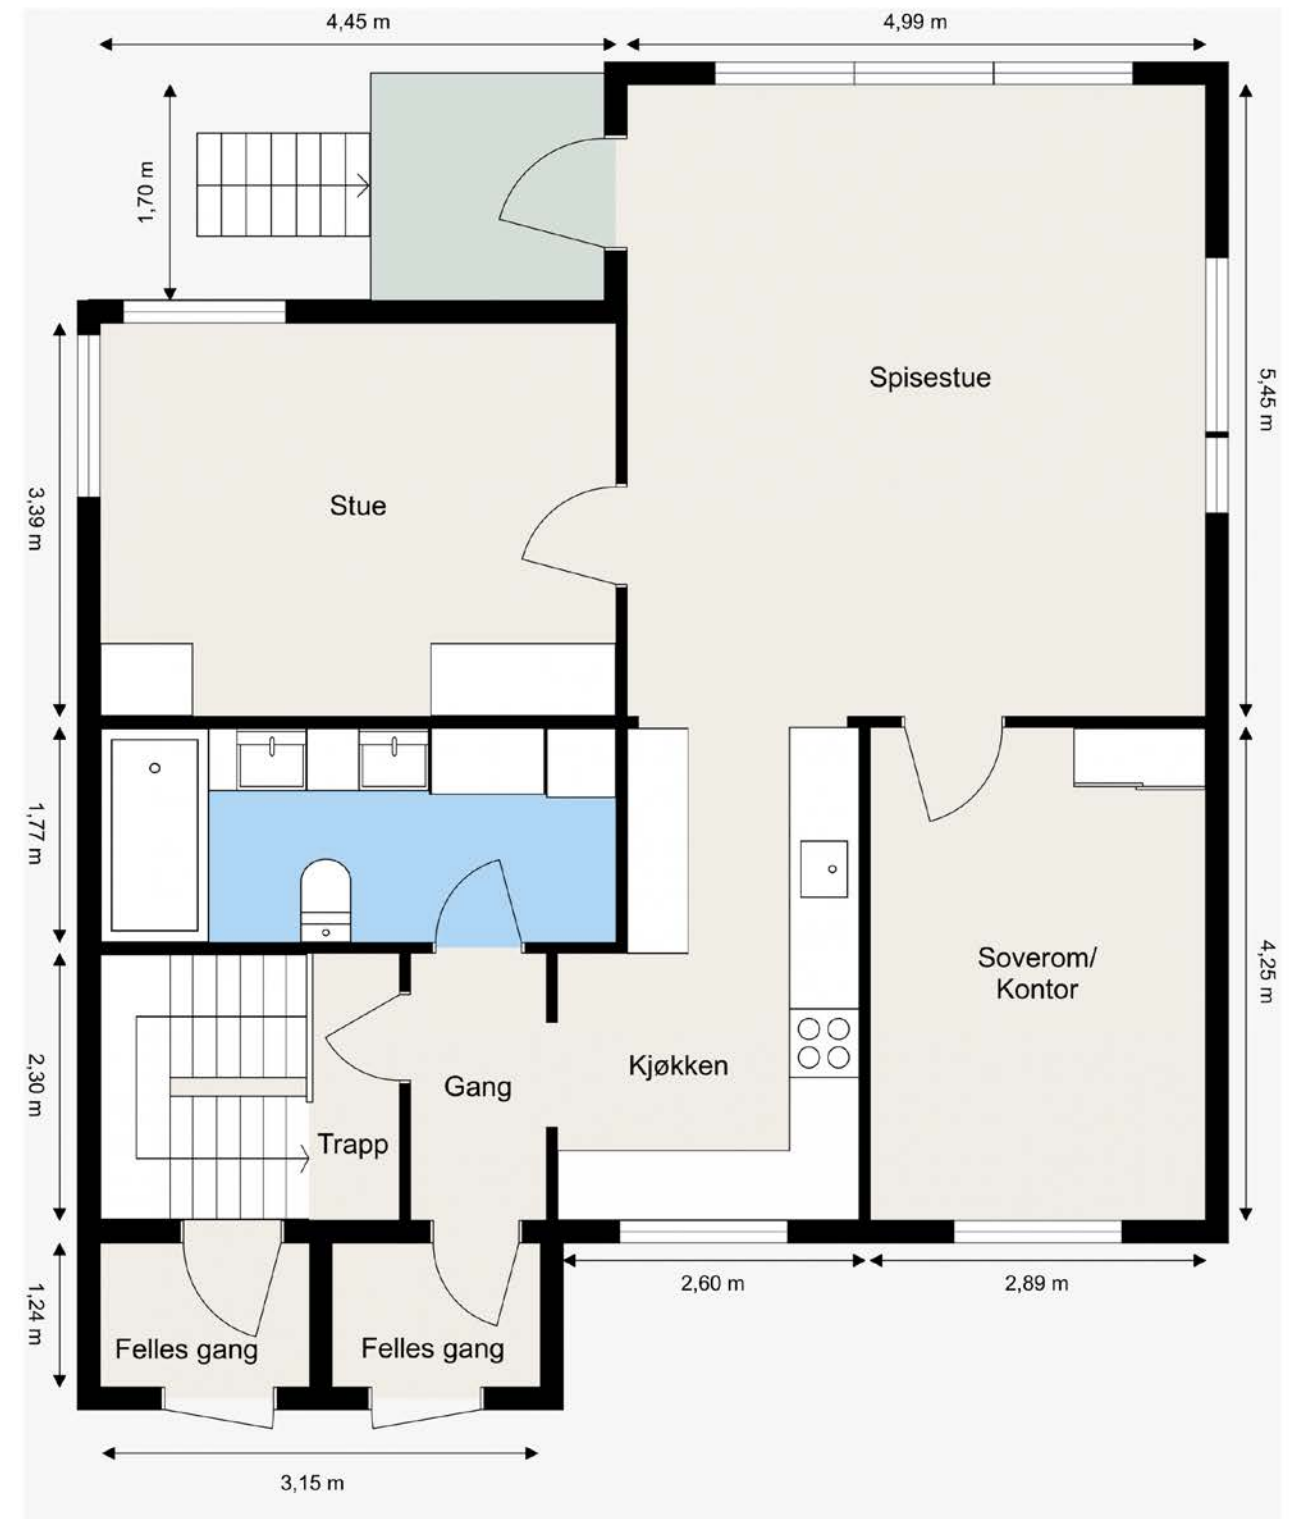 4,45 m
4,99 m
1,70 m
Spisestue
5,45 m
3,39 m
Stue
1,77 m
Soverom/
Kontor
4,25 m
2,30 m
Kjøkken
Gang
Trapp
2,60 m
2,89 m
1,24 m
Felles gang
Felles gang
3,15 m